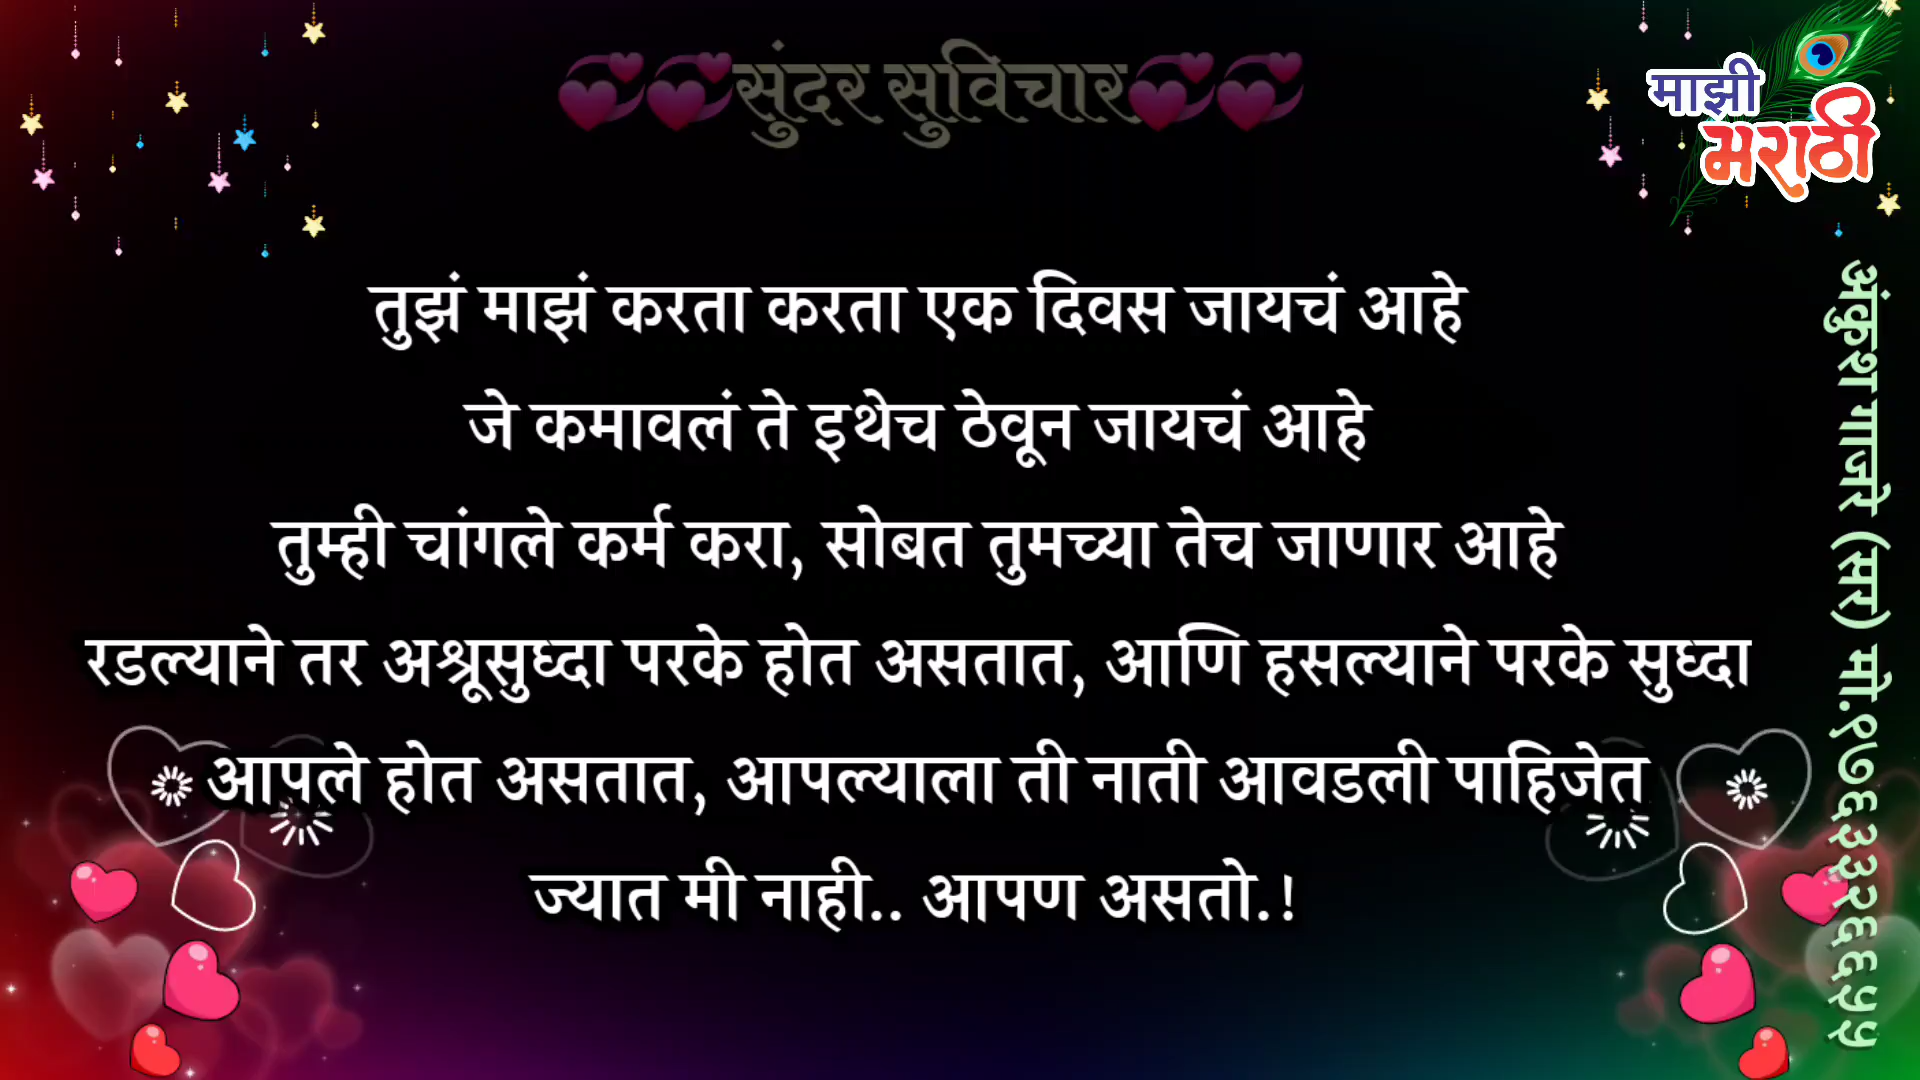 💞💞सुंदर सुविचार💞💞
माझी
मराठी
तुझं माझं करता करता एक दिवस जायचं आहे
जे कमावलं ते इथेच ठेवून जायचं आहे
तुम्ही चांगले कर्म करा, सोबत तुमच्या तेच जाणार आहे
रडल्याने तर अश्रूसुध्दा परके होत असतात, आणि हसल्याने परके सुध्दा
आपले होत असतात, आपल्याला ती नाती आवडली पाहिजेत
ज्यात मी नाही.. आपण असतो.!
अंकुश गाजरे (सर) मो.९७६३३२६६५५